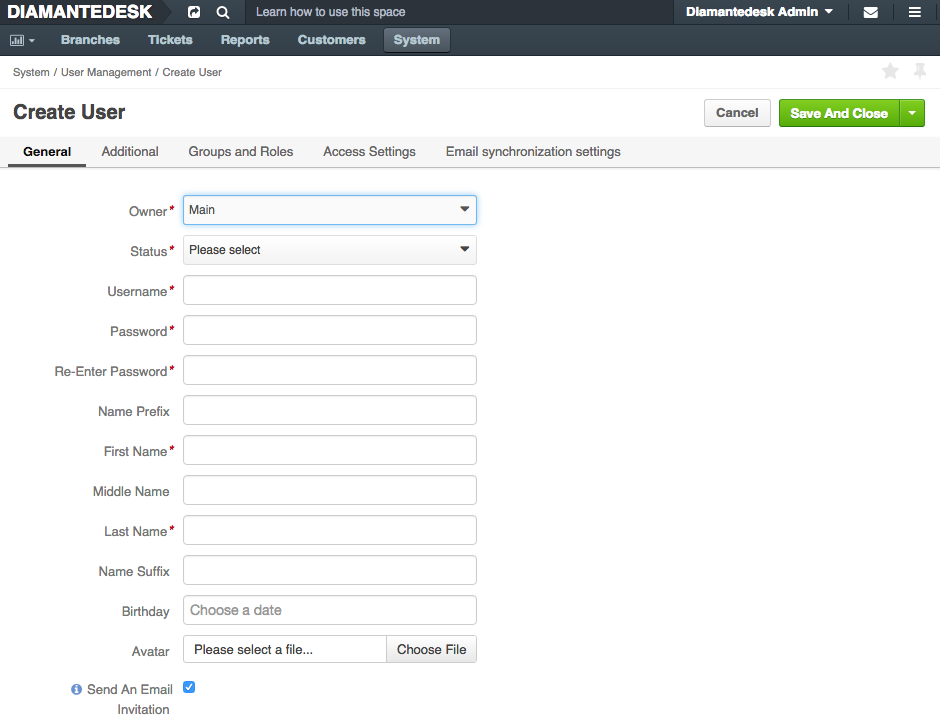 DIAMANTEDESK Learn how to use this space Diamantedesk Admin
Branches Tickets Reports Customers System
System / User Management / Create User
Create User Cancel Save And Close
General Additional Groups and Roles Access Settings Email synchronization settings
Owner* Main
Status* Please select
Username*
Password*
Re-Enter Password*
Name Prefix
First Name*
Middle Name
Last Name*
Name Suffix
Birthday Choose a date
Avatar Please select a file... Choose File
Send An Email
Invitation